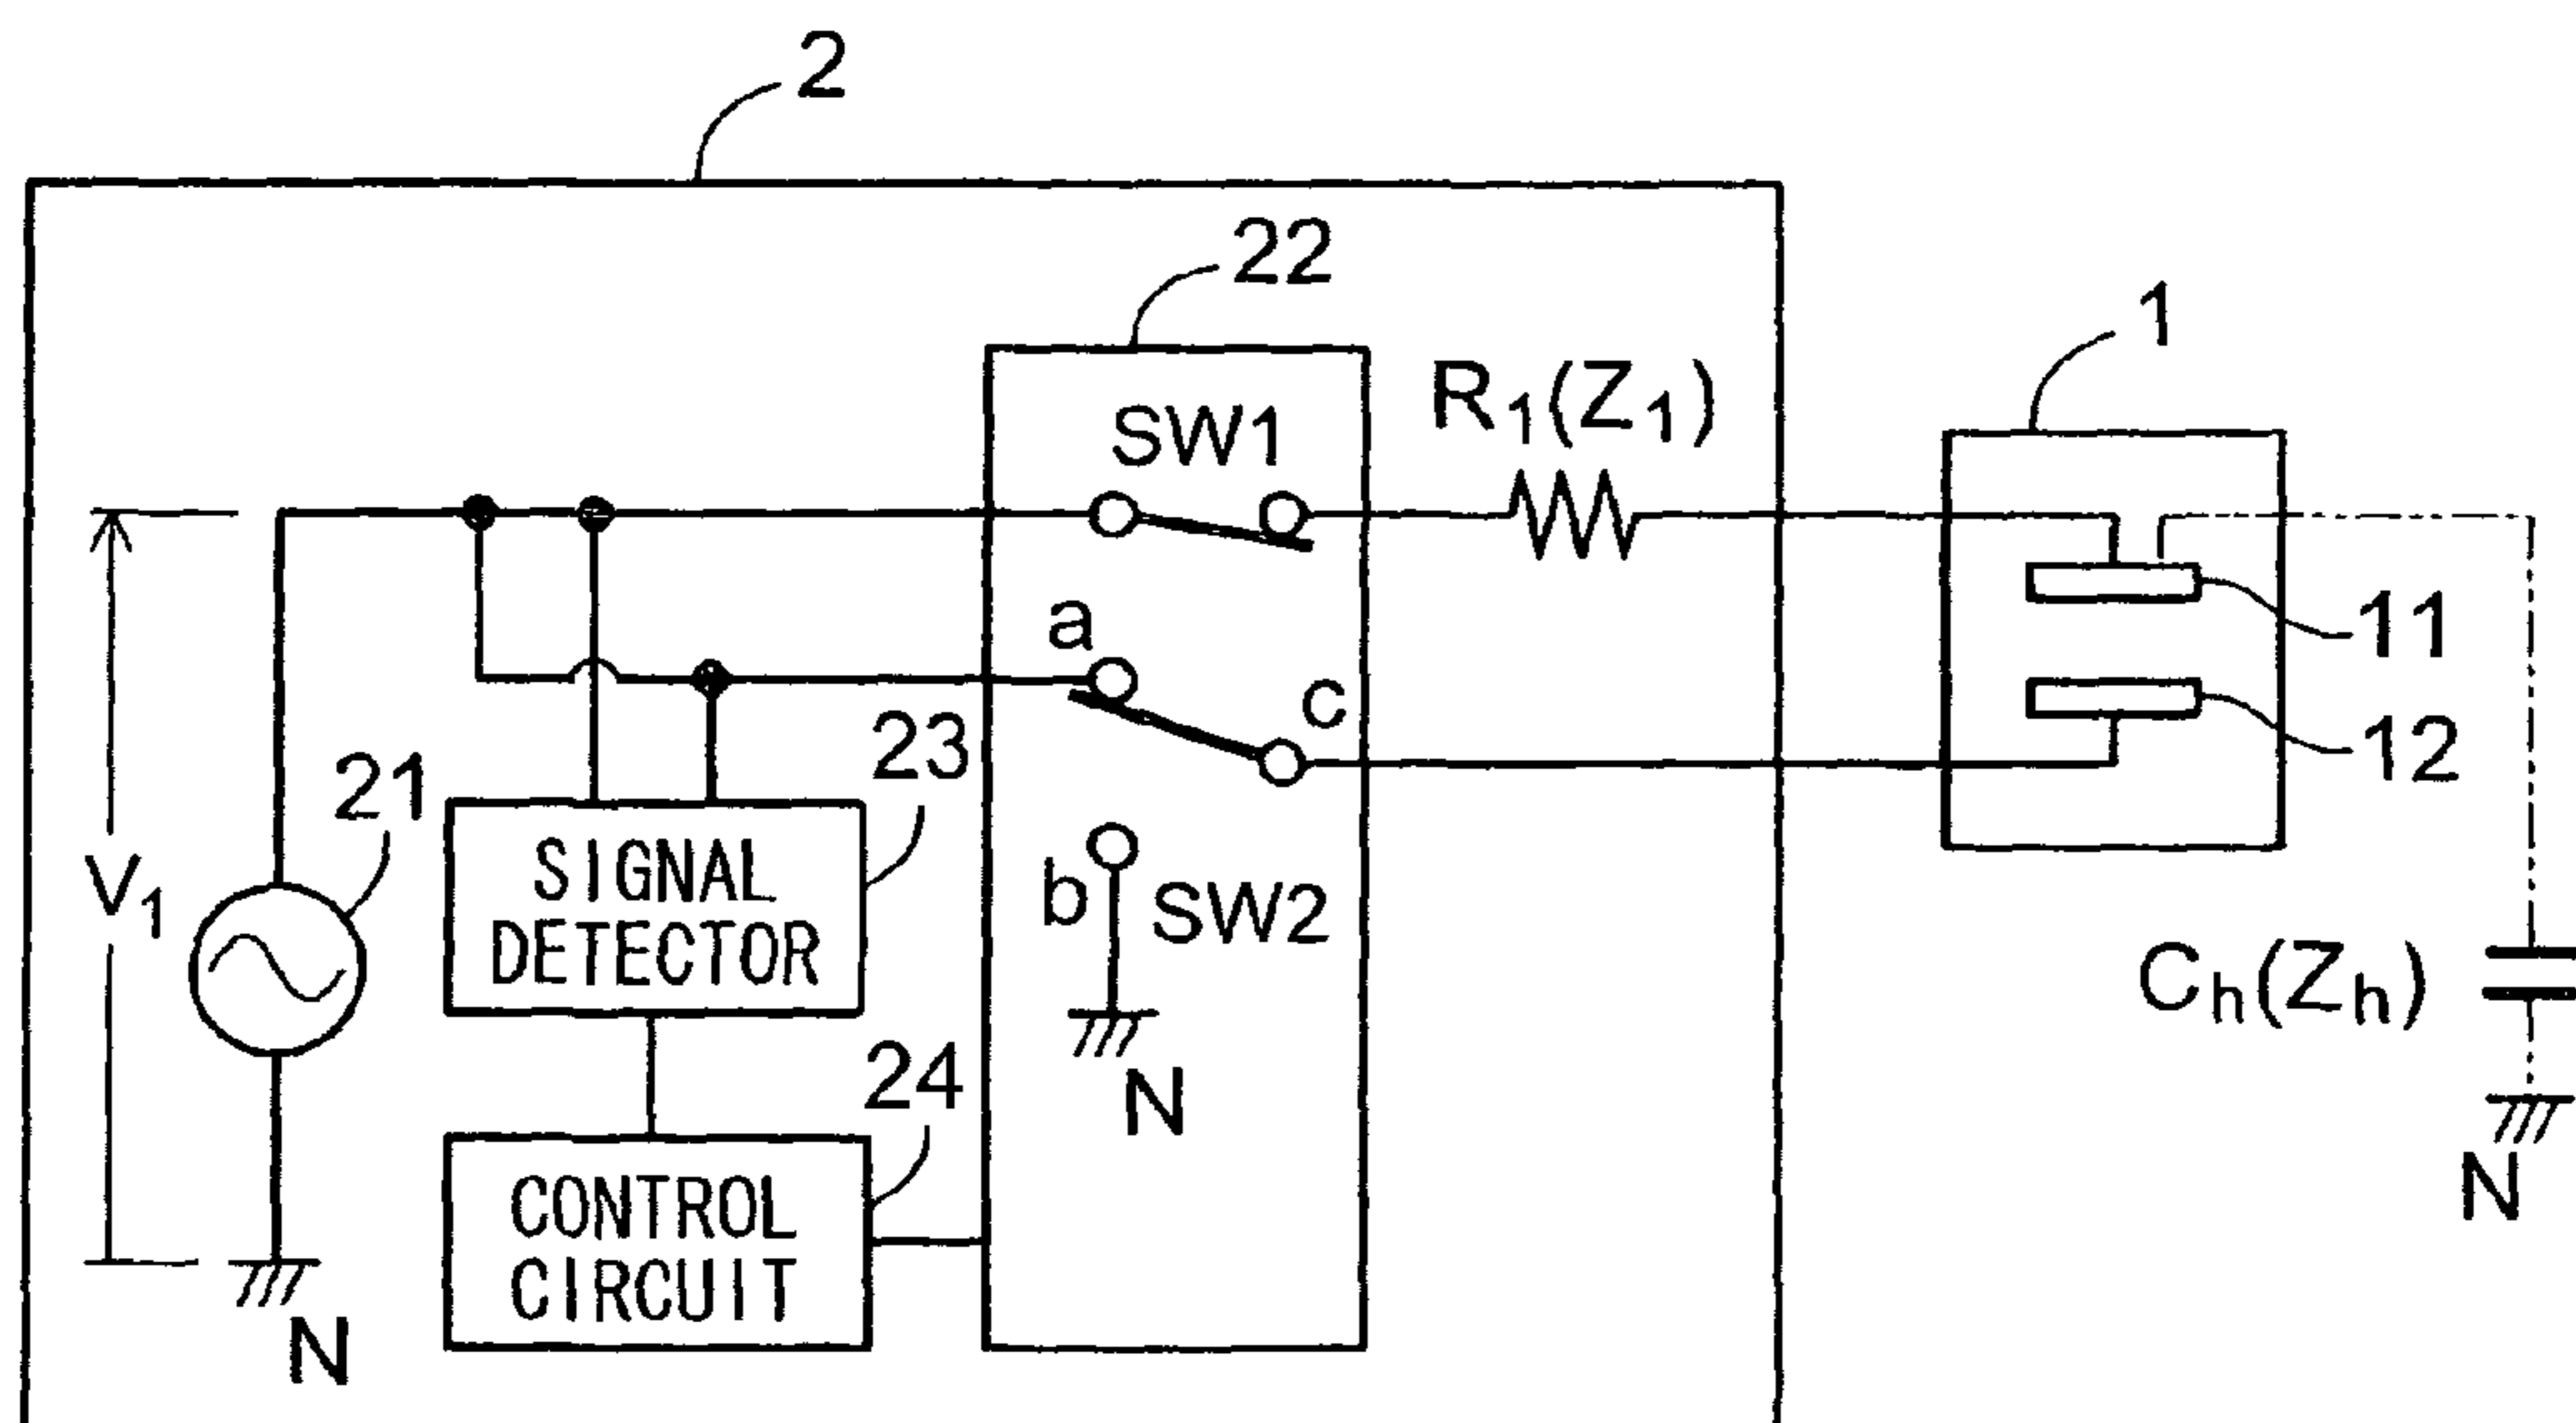 2
22
1
R₁(Z₁)
SW1
a
11
c
23
12
21
SIGNAL
DETECTOR
V₁
b
SW2
Cₕ(Zₕ)
24
N
CONTROL
CIRCUIT
N
N